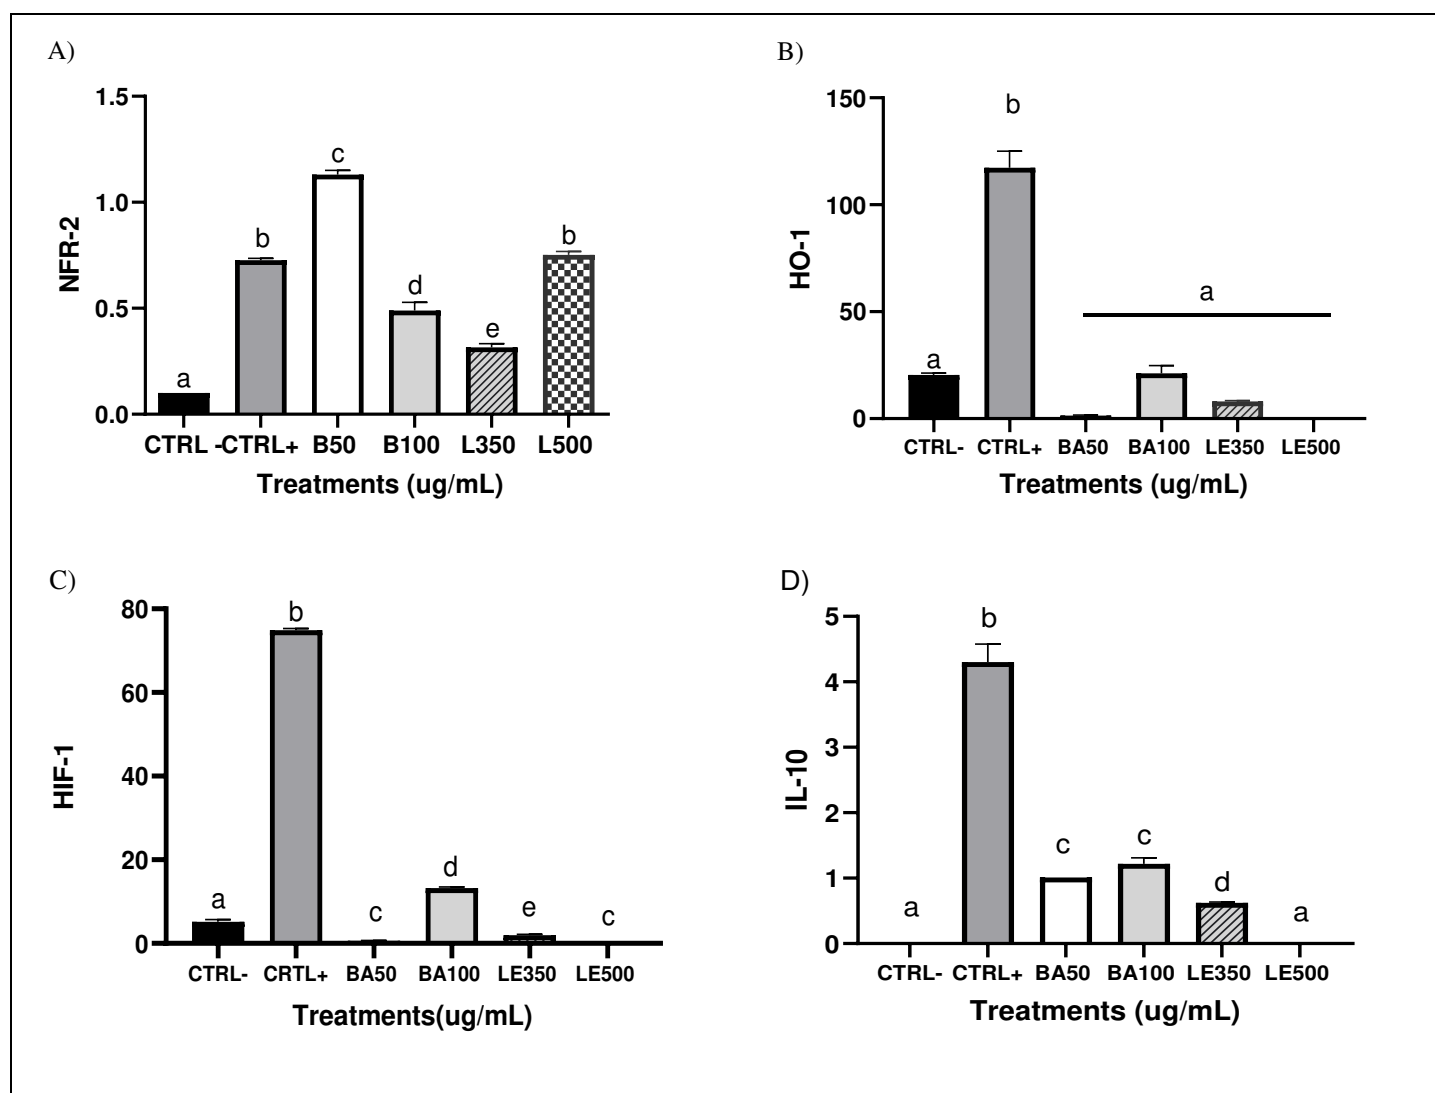 A)
1.5
1.0
0.5
0.0
NFR-2
a
b
c
d
e
b
CTRL -CTRL+ B50 B100 L350 L500
Treatments (ug/mL)
B)
150
100
50
0
HO-1
a
b
a
CTRL- CTRL+ BA50 BA100 LE350 LE500
Treatments (ug/mL)
C)
80
60
40
20
0
HIF-1
a
b
c
d
e
c
CTRL- CRTL+ BA50 BA100 LE350 LE500
Treatments(ug/mL)
D)
5
4
3
2
1
0
IL-10
a
b
c
c
d
a
CTRL- CTRL+ BA50 BA100 LE350 LE500
Treatments (ug/mL)